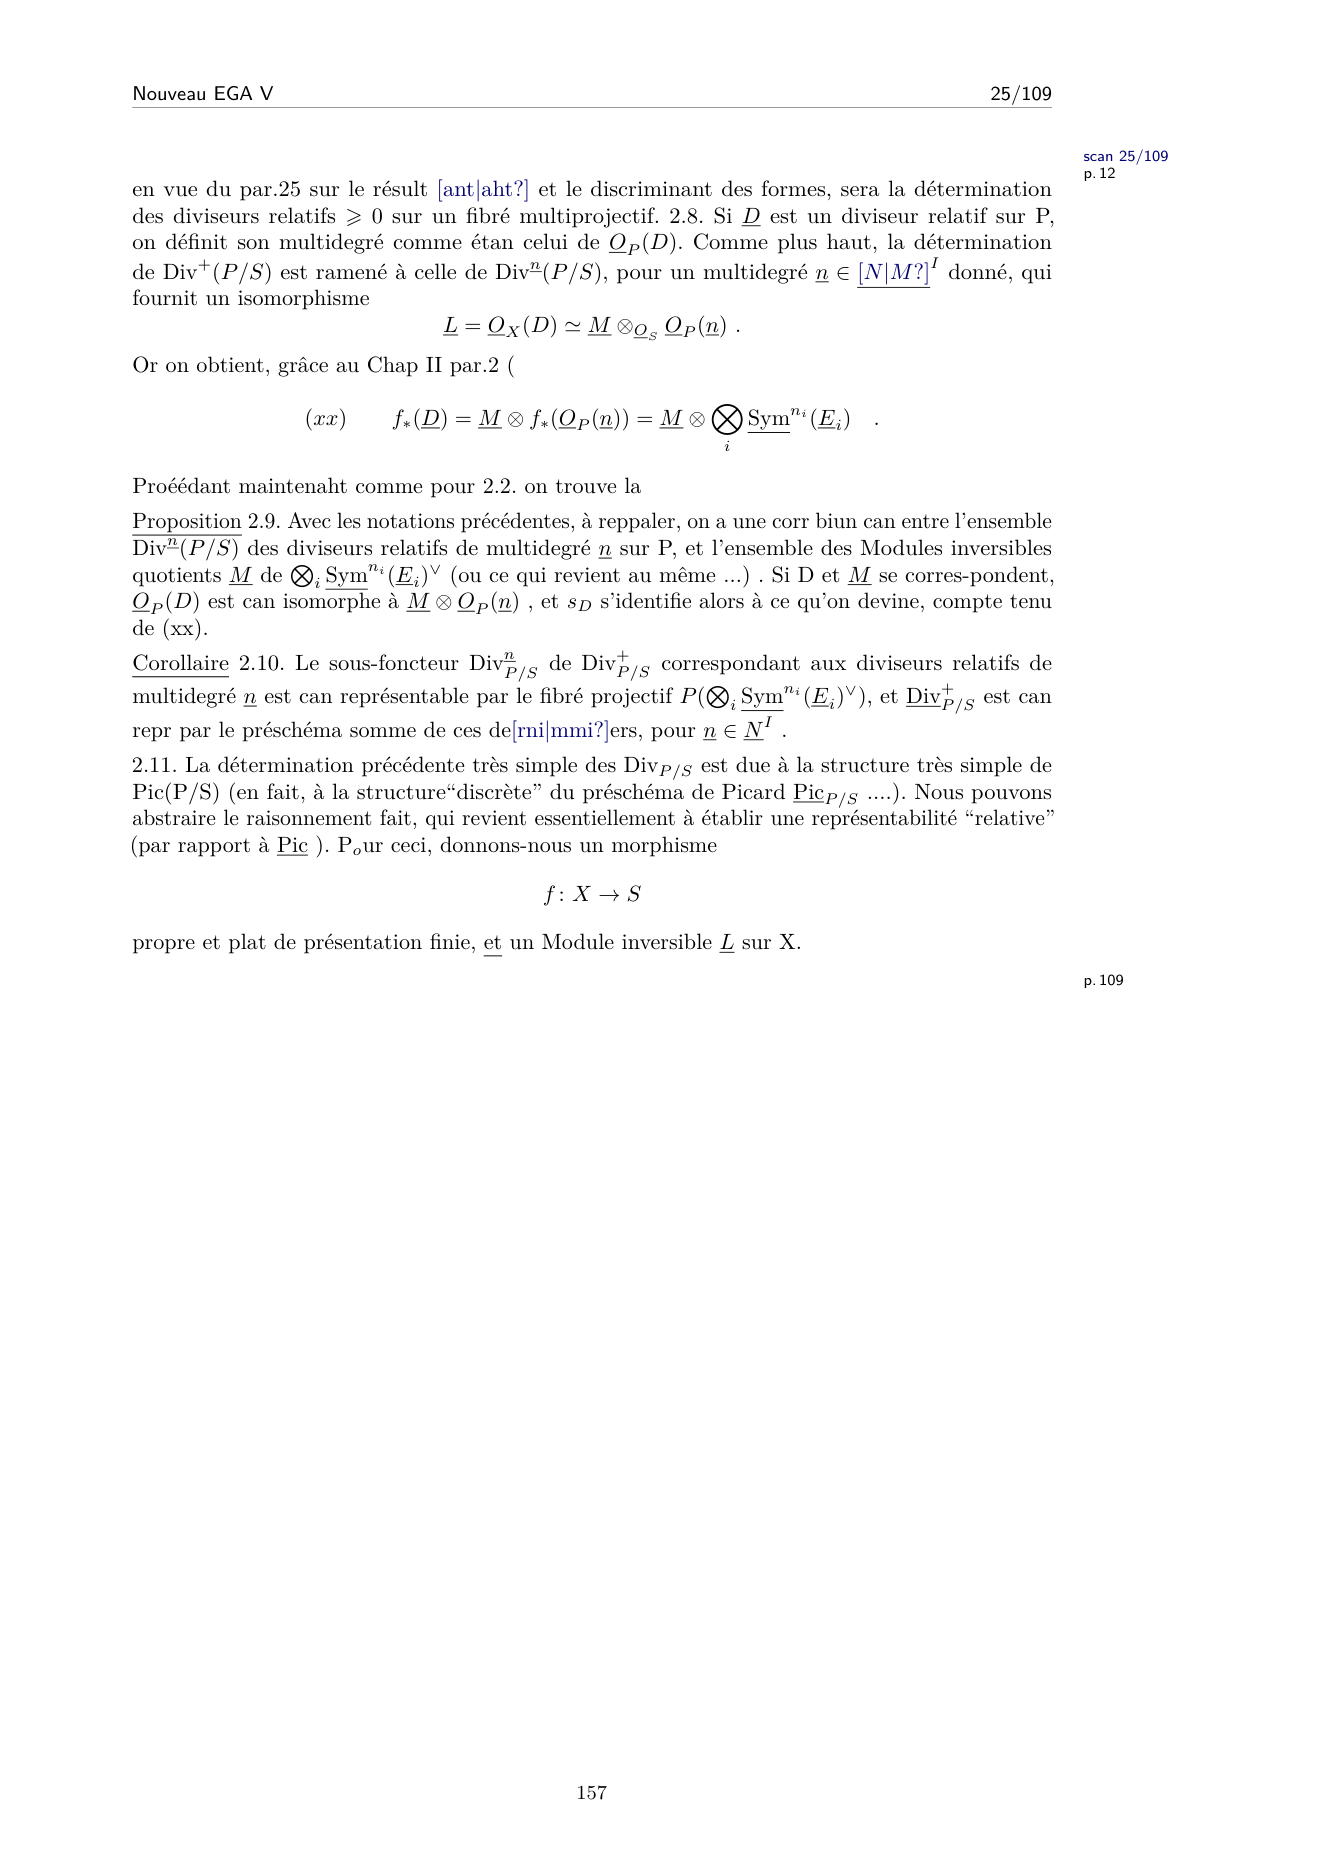 Nouveau EGA V 25/109
scan 25/109
p. 12
en vue du par.25 sur le résult [ant|aht?] et le discriminant des formes, sera la détermination
des diviseurs relatifs ⩾ 0 sur un fibré multiprojectif. 2.8. Si D est un diviseur relatif sur P,
on définit son multidegré comme étan celui de O_P(D). Comme plus haut, la détermination
de Div⁺(P/S) est ramené à celle de Div^n(P/S), pour un multidegré n ∈ [N|M?]^I donné, qui
fournit un isomorphisme
L = O_X(D) ≃ M ⊗_{O_S} O_P(n) .
Or on obtient, grâce au Chap II par.2 (
(xx) f_*(D) = M ⊗ f_*(O_P(n)) = M ⊗ ⨂_i Sym^{n_i}(E_i) .
Proéédant maintenaht comme pour 2.2. on trouve la
Proposition 2.9. Avec les notations précédentes, à reppaler, on a une corr biun can entre l'ensemble
Div^n(P/S) des diviseurs relatifs de multidegré n sur P, et l'ensemble des Modules inversibles
quotients M de ⨂_i Sym^{n_i}(E_i)^∨ (ou ce qui revient au même ...) . Si D et M se corres-pondent,
O_P(D) est can isomorphe à M ⊗ O_P(n) , et s_D s'identifie alors à ce qu'on devine, compte tenu
de (xx).
Corollaire 2.10. Le sous-foncteur Div^n_{P/S} de Div^+_{P/S} correspondant aux diviseurs relatifs de
multidegré n est can représentable par le fibré projectif P(⨂_i Sym^{n_i}(E_i)^∨), et Div^+_{P/S} est can
repr par le préschéma somme de ces de[rni|mmi?]ers, pour n ∈ N^I .
2.11. La détermination précédente très simple des Div_{P/S} est due à la structure très simple de
Pic(P/S) (en fait, à la structure“discrète” du préschéma de Picard Pic_{P/S} ....). Nous pouvons
abstraire le raisonnement fait, qui revient essentiellement à établir une représentabilité “relative”
(par rapport à Pic ). P_our ceci, donnons-nous un morphisme
f : X → S
propre et plat de présentation finie, et un Module inversible L sur X.
p. 109
157